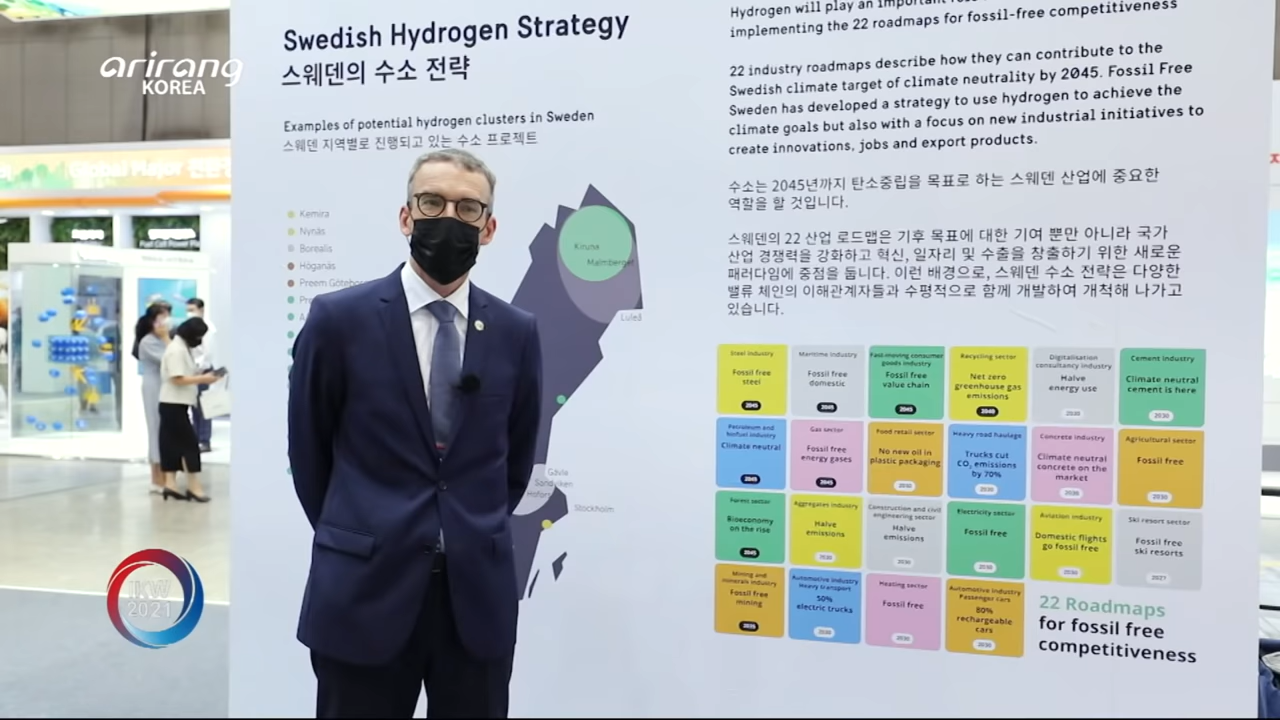 arirang
KOREA
Swedish Hydrogen Strategy
스웨덴의 수소 전략
Examples of potential hydrogen clusters in Sweden
스웨덴 지역별로 진행되고 있는 수소 프로젝트
Kemira
Nynäs
Borealis
Höganäs
Preem Götebor
Pre
Kiruna
Malmberget
Luleå
Gävle
Sandviken
Hofors
Stockholm
Hydrogen will play an important
implementing the 22 roadmaps for fossil-free competitiveness
22 industry roadmaps describe how they can contribute to the
Swedish climate target of climate neutrality by 2045. Fossil Free
Sweden has developed a strategy to use hydrogen to achieve the
climate goals but also with a focus on new industrial initiatives to
create innovations, jobs and export products.
수소는 2045년까지 탄소중립을 목표로 하는 스웨덴 산업에 중요한
역할을 할 것입니다.
스웨덴의 22 산업 로드맵은 기후 목표에 대한 기여 뿐만 아니라 국가
산업 경쟁력을 강화하고 혁신, 일자리 및 수출을 창출하기 위한 새로운
패러다임에 중점을 둡니다. 이런 배경으로, 스웨덴 수소 전략은 다양한
밸류 체인의 이해관계자들과 수평적으로 함께 개발하여 개척해 나가고
있습니다.
Steel industry
Fossil free
steel
2045
Maritime industry
Fossil free
domestic
2045
Fast-moving consumer
goods industry
Fossil free
value chain
2045
Recycling sector
Net zero
greenhouse gas
emissions
2040
Digitalisation
consultancy industry
Halve
energy use
2030
Cement industry
Climate neutral
cement is here
2030
Petroleum and
biofuel industry
Climate neutral
2045
Gas sector
Fossil free
energy gases
2045
Food retail sector
No new oil in
plastic packaging
2030
Heavy road haulage
Trucks cut
CO₂ emissions
by 70%
2030
Concrete industry
Climate neutral
concrete on the
market
2030
Agricultural sector
Fossil free
2030
Forest sector
Bioeconomy
on the rise
2045
Aggregates industry
Halve
emissions
2030
Construction and civil
engineering sector
Halve
emissions
2030
Electricity sector
Fossil free
2030
Aviation industry
Domestic flights
go fossil free
2030
Ski resort sector
Fossil free
ski resorts
2027
Mining and
minerals industry
Fossil free
mining
2035
Automotive industry
Heavy transport
50%
electric trucks
2030
Heating sector
Fossil free
2030
Automotive industry
Passenger cars
80%
rechargeable
cars
2030
22 Roadmaps
for fossil free
competitiveness
Global Major
2021